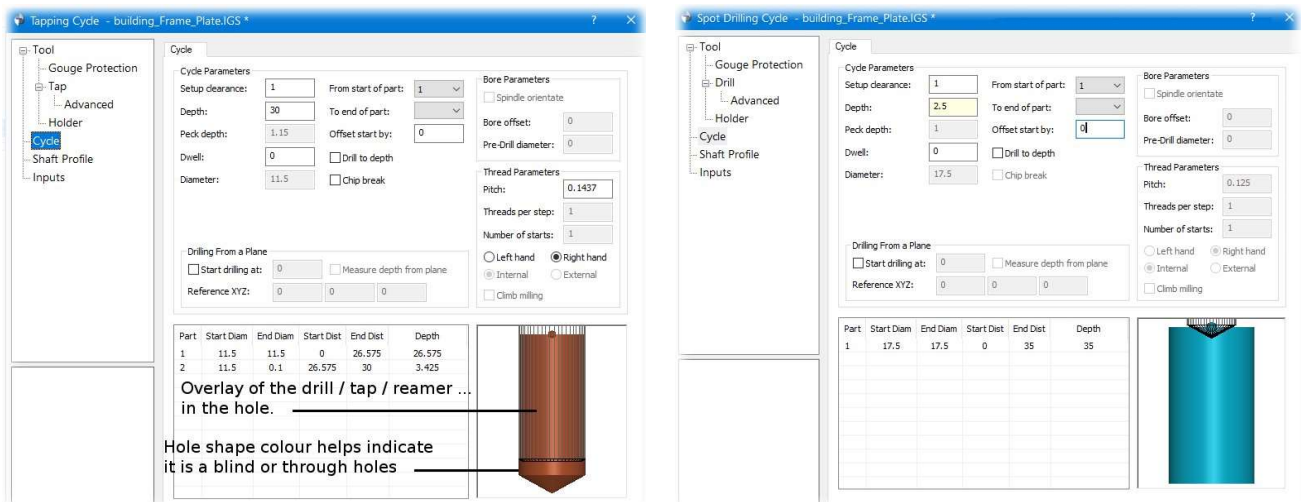 Tapping Cycle - building_Frame_Plate.IGS *
? ×
Tool
Gouge Protection
Tap
Advanced
Holder
Cycle
Shaft Profile
Inputs
Cycle
Cycle Parameters
Setup clearance: 1 From start of part: 1
Depth: 30 To end of part:
Peck depth: 1.15 Offset start by: 0
Dwell: 0 Drill to depth
Diameter: 11.5 Chip break
Bore Parameters
Spindle orientate
Bore offset: 0
Pre-Drill diameter: 0
Thread Parameters
Pitch: 0.1437
Threads per step: 1
Number of starts: 1
Left hand Right hand
Internal External
Climb milling
Drilling From a Plane
Start drilling at: 0 Measure depth from plane
Reference XYZ: 0 0 0
Part Start Diam End Diam Start Dist End Dist Depth
1 11.5 11.5 0 26.575 26.575
2 11.5 0.1 26.575 30 3.425
Overlay of the drill / tap / reamer ...
in the hole.
Hole shape colour helps indicate
it is a blind or through holes
Spot Drilling Cycle - building_Frame_Plate.IGS *
? ×
Tool
Gouge Protection
Drill
Advanced
Holder
Cycle
Shaft Profile
Inputs
Cycle
Cycle Parameters
Setup clearance: 1 From start of part: 1
Depth: 2.5 To end of part:
Peck depth: 1 Offset start by: 0
Dwell: 0 Drill to depth
Diameter: 17.5 Chip break
Bore Parameters
Spindle orientate
Bore offset: 0
Pre-Drill diameter: 0
Thread Parameters
Pitch: 0.125
Threads per step: 1
Number of starts: 1
Left hand Right hand
Internal External
Climb milling
Drilling From a Plane
Start drilling at: 0 Measure depth from plane
Reference XYZ: 0 0 0
Part Start Diam End Diam Start Dist End Dist Depth
1 17.5 17.5 0 35 35